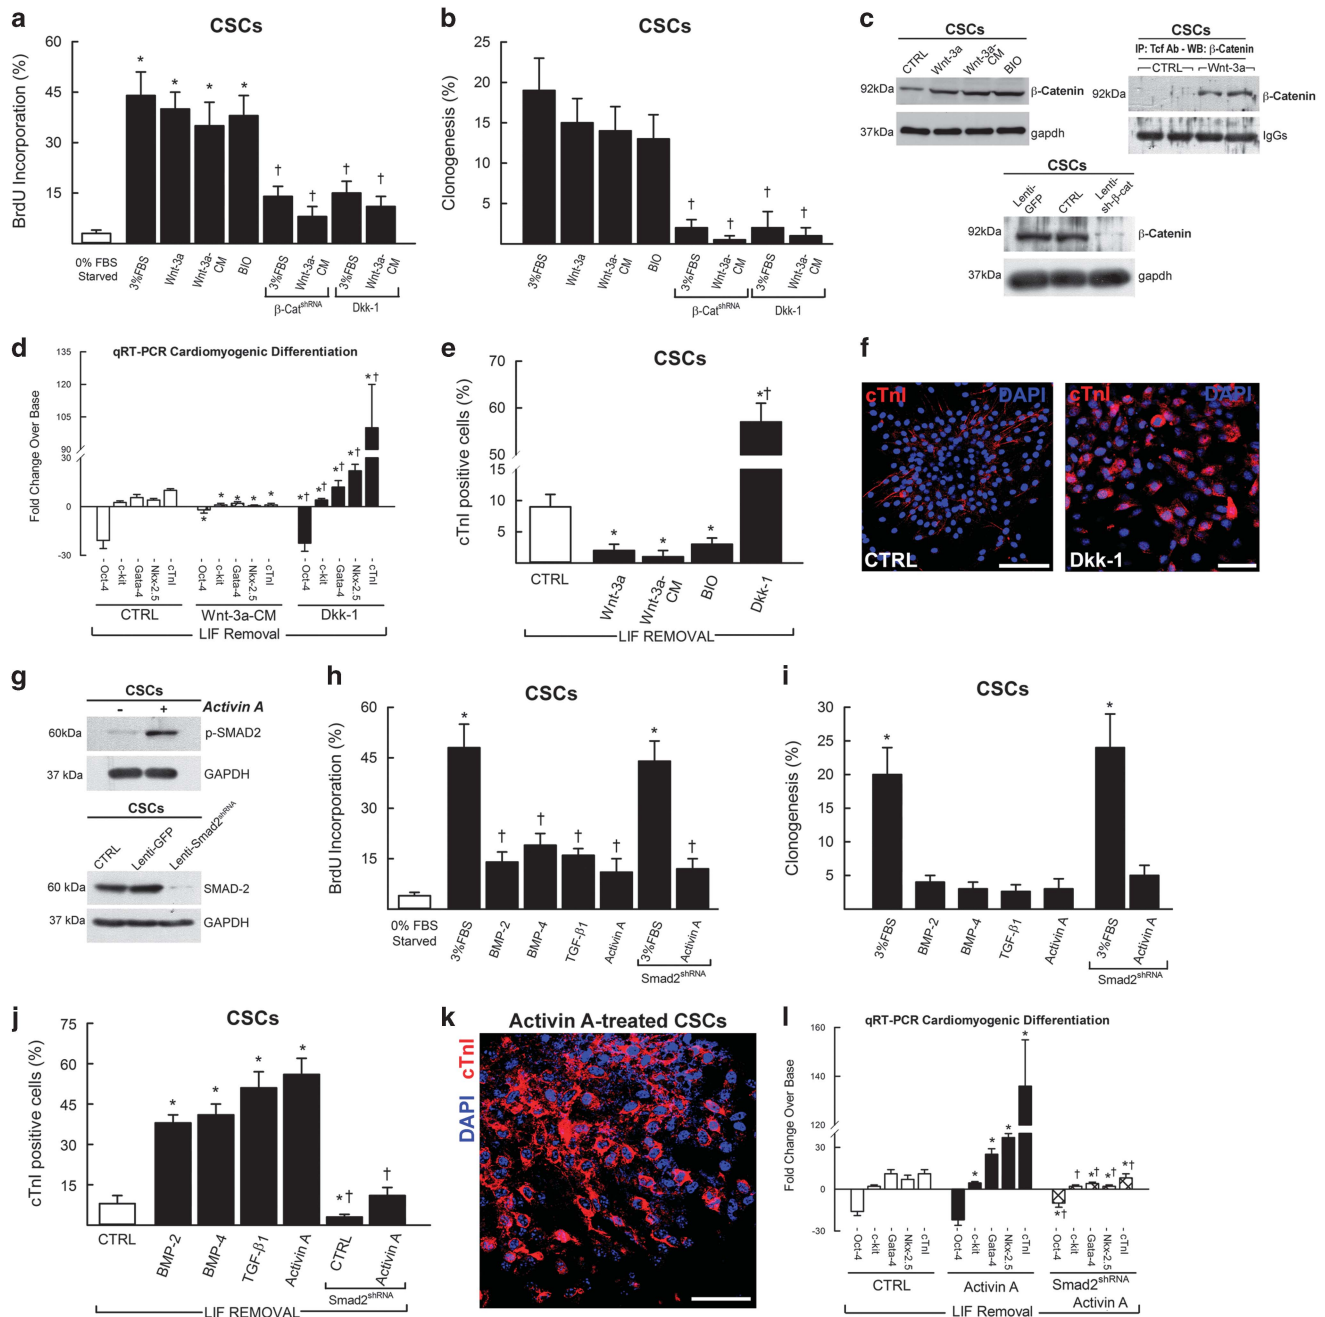 a
CSCs
BrdU Incorporation (%)
60
45
30
15
* * * * † † † †
0% FBS Starved
3%FBS
Wnt-3a
Wnt-3a-CM
BIO
3%FBS
Wnt-3a-CM
3%FBS
Wnt-3a-CM
β-Cat^shRNA
Dkk-1
b
CSCs
Clonogenesis (%)
25
20
15
10
5
† † † †
3%FBS
Wnt-3a
Wnt-3a-CM
BIO
3%FBS
Wnt-3a-CM
3%FBS
Wnt-3a-CM
β-Cat^shRNA
Dkk-1
c
CSCs
CTRL
Wnt-3a
Wnt-3a-CM
BIO
92kDa
β-Catenin
37kDa
gapdh
CSCs
IP: Tcf Ab - WB: β-Catenin
CTRL
Wnt-3a
92kDa
β-Catenin
IgGs
CSCs
Lenti-GFP
CTRL
Lenti-sh-β-cat
92kDa
β-Catenin
37kDa
gapdh
d
qRT-PCR Cardiomyogenic Differentiation
Fold Change Over Base
135
120
105
90
30
0
-30
* * * * *
*† *† *† *† *†
Oct-4
c-kit
Gata-4
Nkx-2.5
cTnI
Oct-4
c-kit
Gata-4
Nkx-2.5
cTnI
Oct-4
c-kit
Gata-4
Nkx-2.5
cTnI
CTRL
Wnt-3a-CM
Dkk-1
LIF Removal
e
CSCs
cTnI positive cells (%)
70
60
50
15
10
5
* * * *†
CTRL
Wnt-3a
Wnt-3a-CM
BIO
Dkk-1
LIF REMOVAL
f
cTnI
DAPI
CTRL
cTnI
DAPI
Dkk-1
g
CSCs
- + Activin A
60kDa
p-SMAD2
37 kDa
GAPDH
CSCs
CTRL
Lenti-GFP
Lenti-Smad2^shRNA
60 kDa
SMAD-2
37 kDa
GAPDH
h
CSCs
BrdU Incorporation (%)
60
45
30
15
* † † † † * †
0% FBS Starved
3%FBS
BMP-2
BMP-4
TGF-β1
Activin A
3%FBS
Activin A
Smad2^shRNA
i
CSCs
Clonogenesis (%)
30
25
20
15
10
5
* *
3%FBS
BMP-2
BMP-4
TGF-β1
Activin A
3%FBS
Activin A
Smad2^shRNA
j
CSCs
cTnI positive cells (%)
75
60
45
30
15
* * * * *† †
CTRL
BMP-2
BMP-4
TGF-β1
Activin A
CTRL
Activin A
Smad2^shRNA
LIF REMOVAL
k
Activin A-treated CSCs
DAPI cTnI
l
qRT-PCR Cardiomyogenic Differentiation
Fold Change Over Base
160
140
120
30
0
-30
* * * *
*† † *† *† *†
Oct-4
c-kit
Gata-4
Nkx-2.5
cTnI
Oct-4
c-kit
Gata-4
Nkx-2.5
cTnI
Oct-4
c-kit
Gata-4
Nkx-2.5
cTnI
CTRL
Activin A
Smad2^shRNA
Activin A
LIF Removal